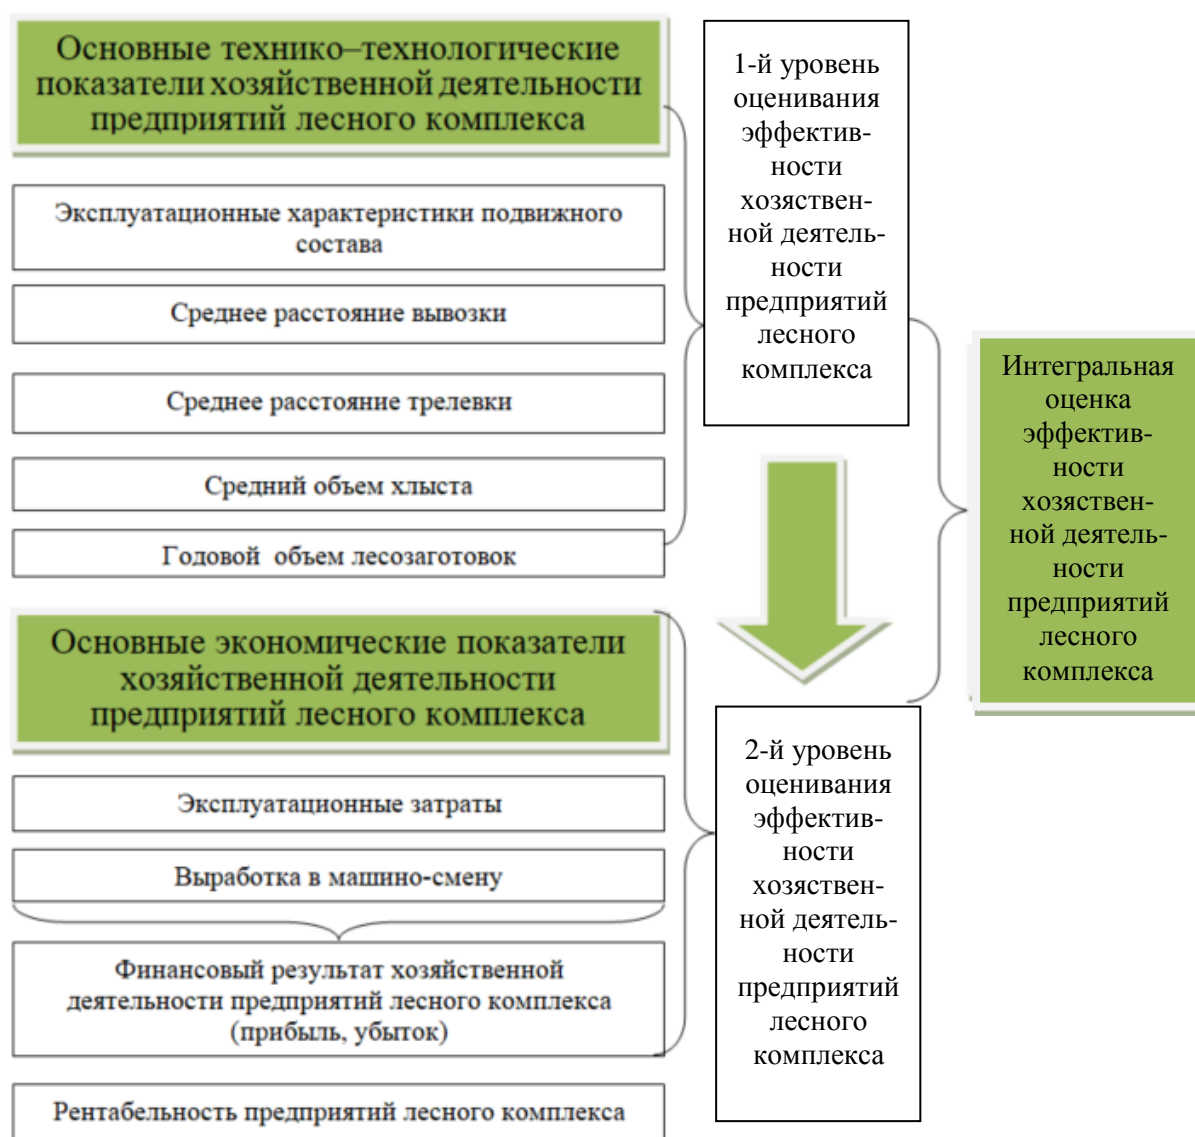 Основные технико–технологические
показатели хозяйственной деятельности
предприятий лесного комплекса
Эксплуатационные характеристики подвижного
состава
Среднее расстояние вывозки
Среднее расстояние трелевки
Средний объем хлыста
Годовой объем лесозаготовок
1-й уровень
оценивания
эффектив-
ности
хозяствен-
ной деятель-
ности
предприятий
лесного
комплекса
Основные экономические показатели
хозяйственной деятельности
предприятий лесного комплекса
Эксплуатационные затраты
Выработка в машино-смену
Финансовый результат хозяйственной
деятельности предприятий лесного комплекса
(прибыль, убыток)
Рентабельность предприятий лесного комплекса
2-й уровень
оценивания
эффектив-
ности
хозяствен-
ной деятель-
ности
предприятий
лесного
комплекса
Интегральная
оценка
эффектив-
ности
хозяствен-
ной деятель-
ности
предприятий
лесного
комплекса